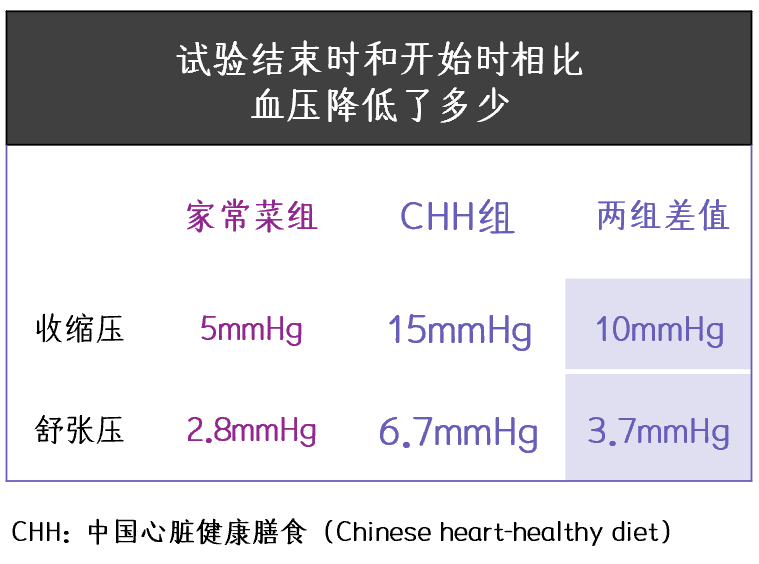 试验结束时和开始时相比
血压降低了多少
家常菜组 CHH组 两组差值
收缩压 5mmHg 15mmHg 10mmHg
舒张压 2.8mmHg 6.7mmHg 3.7mmHg
CHH：中国心脏健康膳食（Chinese heart-healthy diet）